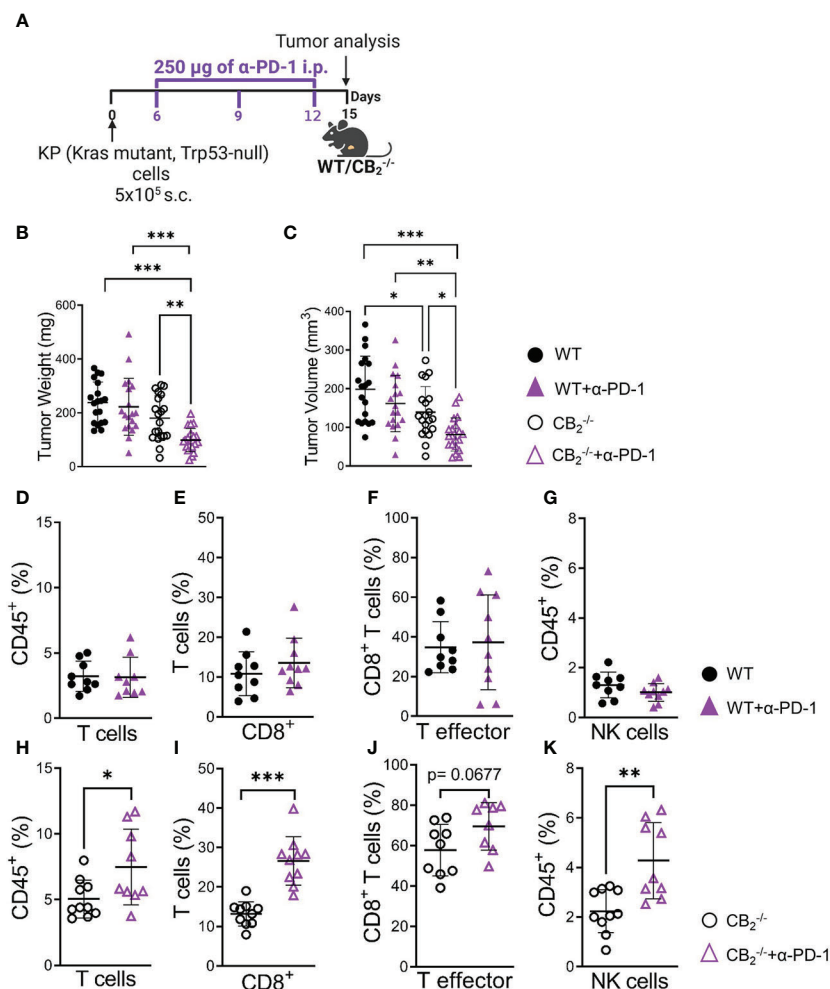 A
Tumor analysis
250 µg of α-PD-1 i.p.
Days
0 6 9 12 15
KP (Kras mutant, Trp53-null)
cells
5x10⁵ s.c.
WT/CB₂⁻/⁻
B
***
***
**
Tumor Weight (mg)
600
400
200
0
C
***
**
* *
Tumor Volume (mm³)
400
300
200
100
0
WT
WT+α-PD-1
CB₂⁻/⁻
CB₂⁻/⁻+α-PD-1
D
CD45⁺ (%)
15
10
5
0
T cells
E
T cells (%)
50
40
30
20
10
0
CD8⁺
F
CD8⁺ T cells (%)
100
80
60
40
20
0
T effector
G
CD45⁺ (%)
8
6
4
2
0
NK cells
WT
WT+α-PD-1
H
*
CD45⁺ (%)
15
10
5
0
T cells
I
***
T cells (%)
50
40
30
20
10
0
CD8⁺
J
p= 0.0677
CD8⁺ T cells (%)
100
80
60
40
20
0
T effector
K
**
CD45⁺ (%)
8
6
4
2
0
NK cells
CB₂⁻/⁻
CB₂⁻/⁻+α-PD-1